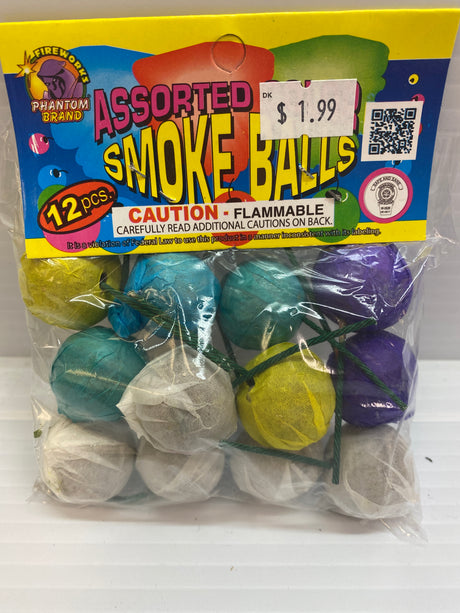 FIREWORKS
PHANTOM
BRAND
ASSORTED
DK
$ 1.99
SMOKE BALLS
12 pcs.
CAUTION - FLAMMABLE
CAREFULLY READ ADDITIONAL CAUTIONS ON BACK.
It is a violation of Federal Law to use this product in a manner inconsistent with its labeling.